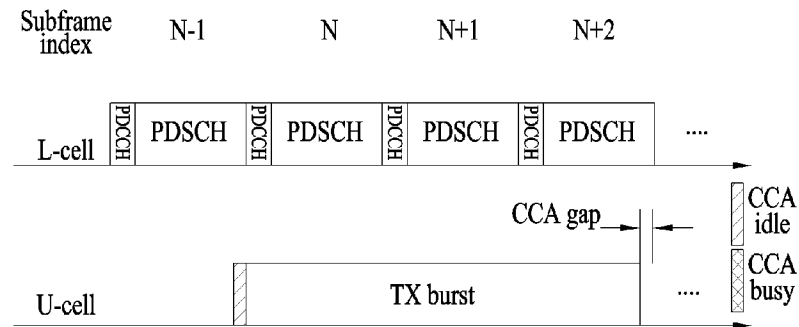 Subframe index N-1 N N+1 N+2
L-cell PDCCH PDSCH PDCCH PDSCH PDCCH PDSCH PDCCH PDSCH ....
CCA gap
CCA idle
CCA busy
U-cell TX burst ....